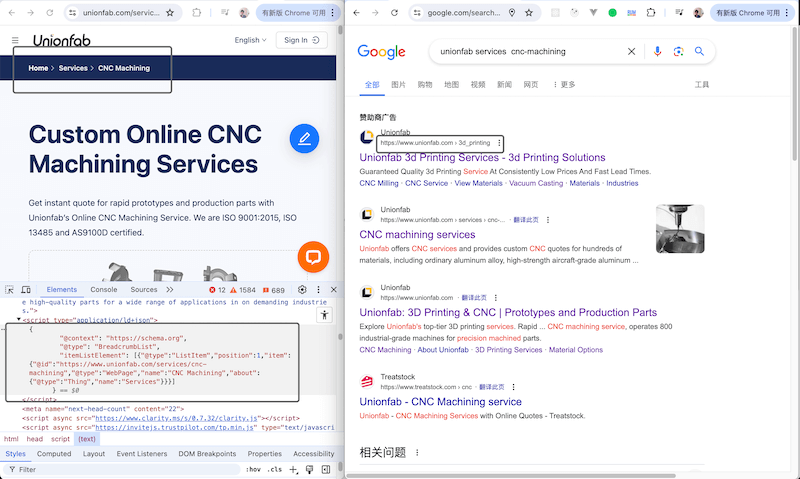 unionfab.com/servic...
有新版 Chrome 可用
Unionfab
English
Sign In
Home > Services > CNC Machining
Custom Online CNC
Machining Services
Get instant quote for rapid prototypes and production parts with
Unionfab's Online CNC Machining Service. We are ISO 9001:2015, ISO
13485 and AS9100D certified.
Elements Console Sources >> 12 1584 689
e high-quality parts for a wide range of applications in on demanding industrie
s.">
<script type="application/ld+json">
{
"@context": "https://schema.org",
"@type": "BreadcrumbList",
"itemListElement": [{"@type":"ListItem","position":1,"item":
{"@id":"https://www.unionfab.com/services/cnc-
machining","@type":"WebPage","name":"CNC Machining","about":
{"@type":"Thing","name":"Services"}}}]
} == $0
</script>
<meta name="next-head-count" content="22">
<script async src="https://www.clarity.ms/s/0.7.32/clarity.js"></script>
<script async src="https://invitejs.trustpilot.com/tp.min.js" type="text/javascri
html head script (text)
Styles Computed Layout Event Listeners DOM Breakpoints Properties Accessibility
Filter :hov .cls
google.com/search...
有新版 Chrome 可用
Google
unionfab services cnc-machining
全部 图片 购物 地图 视频 新闻 网页 更多 工具
赞助商广告
Unionfab
https://www.unionfab.com › 3d_printing
Unionfab 3d Printing Services - 3d Printing Solutions
Guaranteed Quality 3d Printing Service At Consistently Low Prices And Fast Lead Times.
CNC Milling · CNC Service · View Materials · Vacuum Casting · Materials · Industries
Unionfab
https://www.unionfab.com › services › cnc-... · 翻译此页
CNC machining services
Unionfab offers CNC services and provides custom CNC quotes for hundreds of
materials, including ordinary aluminum alloy, high-strength aircraft-grade aluminum ...
Unionfab
https://www.unionfab.com · 翻译此页
Unionfab: 3D Printing & CNC | Prototypes and Production Parts
Explore Unionfab's top-tier 3D printing services. Rapid ... CNC machining service, operates 800
industrial-grade machines for precision machined parts.
CNC Machining · About Unionfab · 3D Printing Services · Material Options
Treatstock
https://www.treatstock.com › cnc · 翻译此页
Unionfab - CNC Machining service
Unionfab - CNC Machining Services with Online Quotes - Treatstock.
相关问题